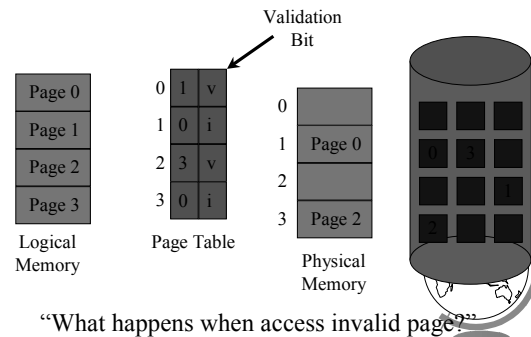 Validation
Bit
Page 0
Page 1
Page 2
Page 3
Logical
Memory
0 1 v
1 0 i
2 3 v
3 0 i
Page Table
0
1 Page 0
2
3 Page 2
Physical
Memory
0 3
1
2
“What happens when access invalid page?”